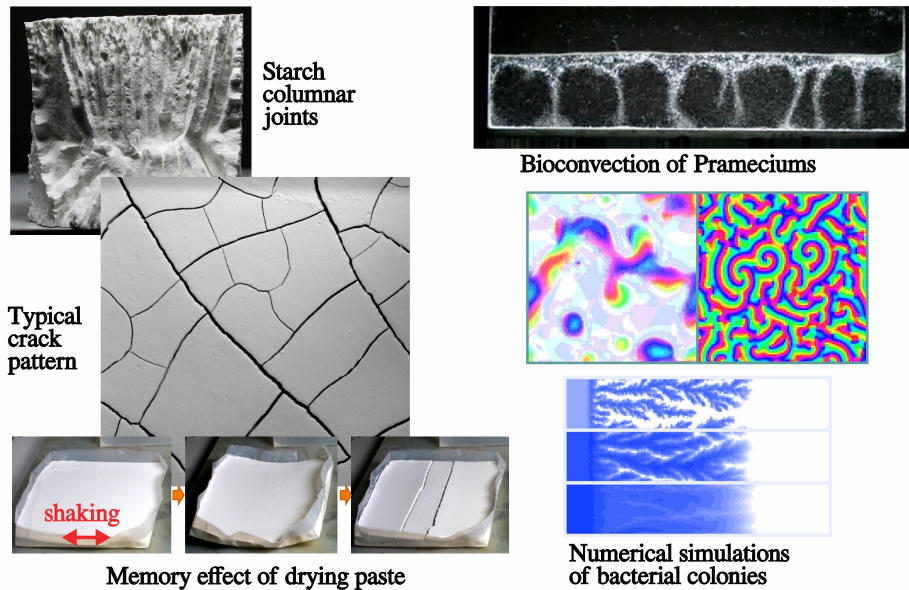 Starch
columnar
joints
Typical
crack
pattern
shaking
Memory effect of drying paste
Bioconvection of Prameciums
Numerical simulations
of bacterial colonies